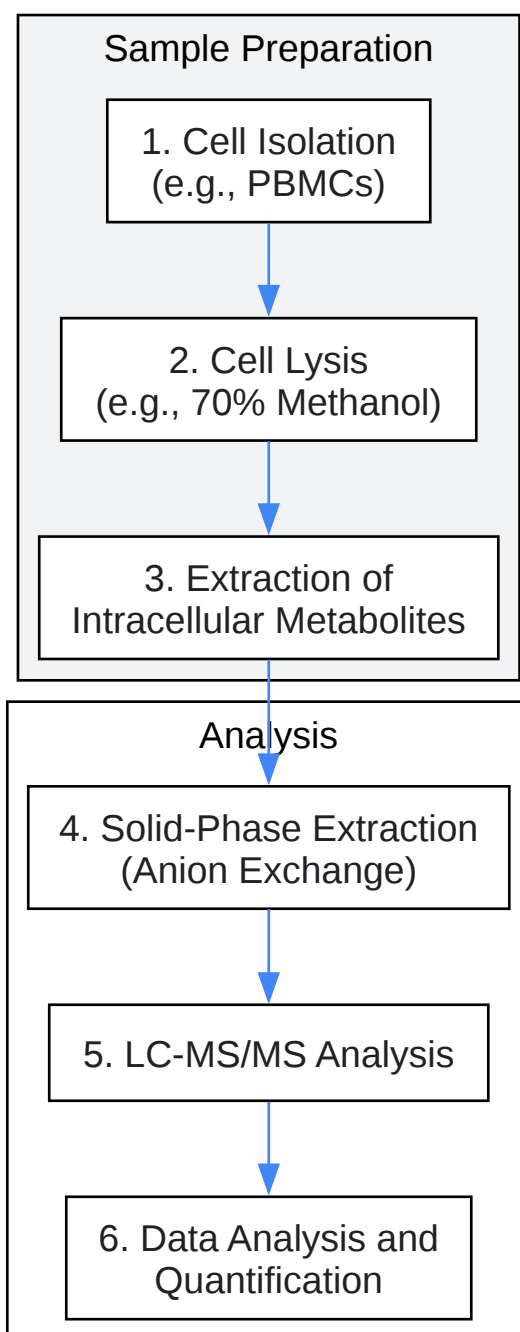 Sample Preparation
1. Cell Isolation
(e.g., PBMCs)
2. Cell Lysis
(e.g., 70% Methanol)
3. Extraction of
Intracellular Metabolites
Analysis
4. Solid-Phase Extraction
(Anion Exchange)
5. LC-MS/MS Analysis
6. Data Analysis and
Quantification